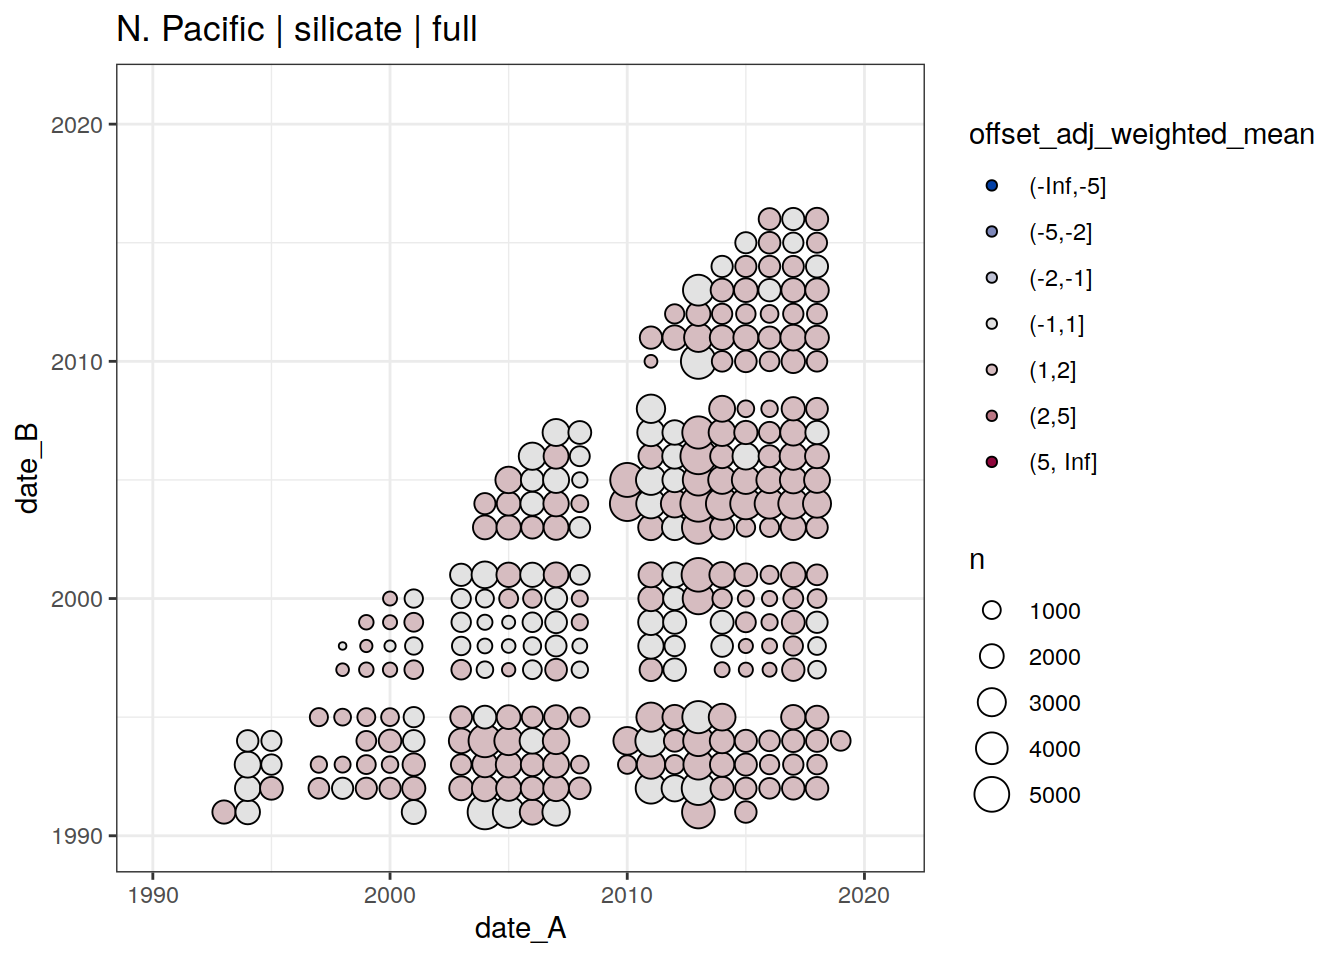 N. Pacific | silicate | full
2020
2010
2000
1990
date_B
1990
2000
2010
2020
date_A
offset_adj_weighted_mean
(-Inf,-5]
(-5,-2]
(-2,-1]
(-1,1]
(1,2]
(2,5]
(5, Inf]
n
1000
2000
3000
4000
5000